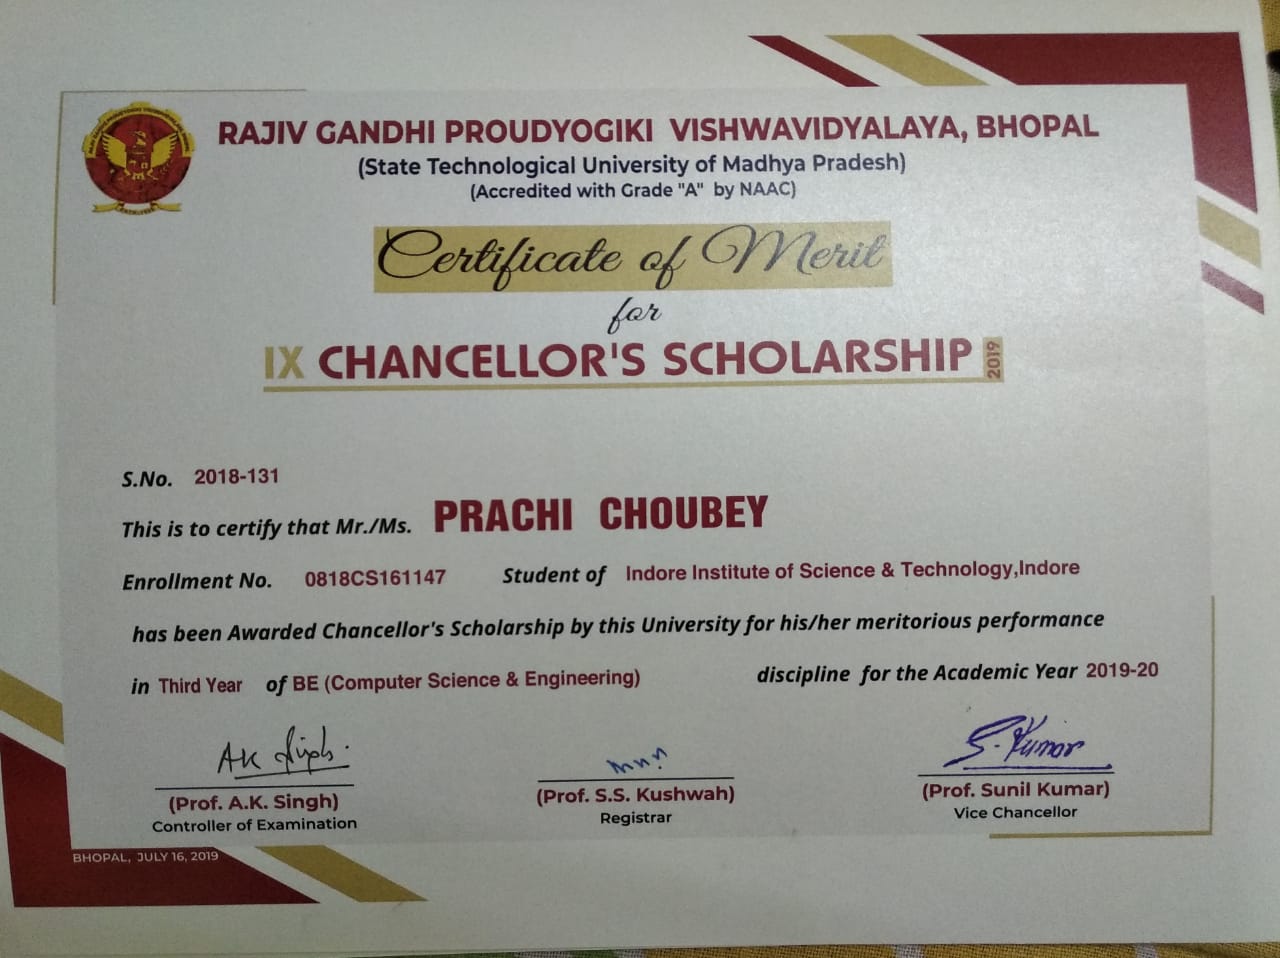 RAJIV GANDHI PROUDYOGIKI VISHWAVIDYALAYA, BHOPAL
(State Technological University of Madhya Pradesh)
(Accredited with Grade "A" by NAAC)
Certificate of Merit
for
IX CHANCELLOR'S SCHOLARSHIP 2019
S.No. 2018-131
This is to certify that Mr./Ms. PRACHI CHOUBEY
Enrollment No. 0818CS161147 Student of Indore Institute of Science & Technology,Indore
has been Awarded Chancellor's Scholarship by this University for his/her meritorious performance
in Third Year of BE (Computer Science & Engineering) discipline for the Academic Year 2019-20
AK Singh. S. Kumar
(Prof. A.K. Singh) (Prof. S.S. Kushwah) (Prof. Sunil Kumar)
Controller of Examination Registrar Vice Chancellor
BHOPAL, JULY 16, 2019